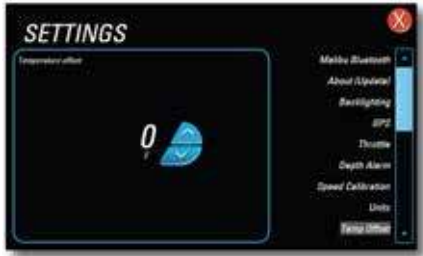 SETTINGS
X
Temperature offset
0
F
Malibu Bluetooth
About (Update)
Backlighting
GPS
Throttle
Depth Alarm
Speed Calibration
Units
Temp Offset